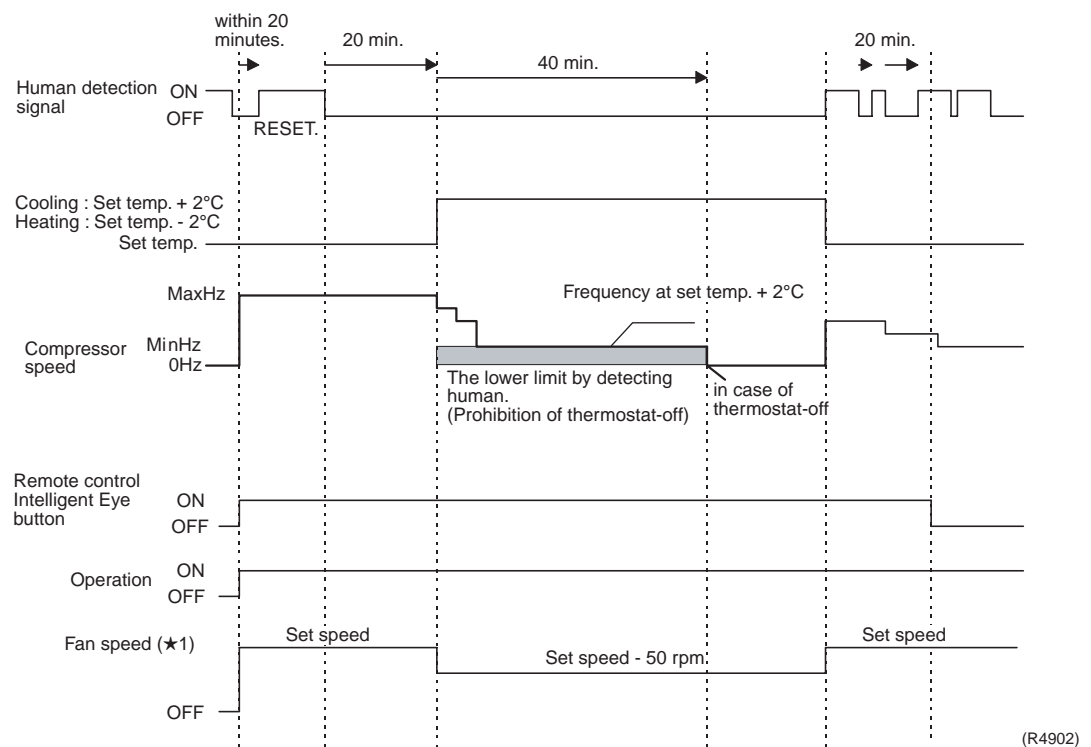 within 20
minutes.
20 min.
20 min.
40 min.
Human detection
signal
ON
OFF
RESET.
Cooling : Set temp. + 2°C
Heating : Set temp. - 2°C
Set temp.
MaxHz
Frequency at set temp. + 2°C
Compressor
speed
MinHz
0Hz
The lower limit by detecting
human.
(Prohibition of thermostat-off)
in case of
thermostat-off
Remote control
Intelligent Eye
button
ON
OFF
Operation
ON
OFF
Fan speed (★1)
Set speed
Set speed - 50 rpm
Set speed
OFF
(R4902)